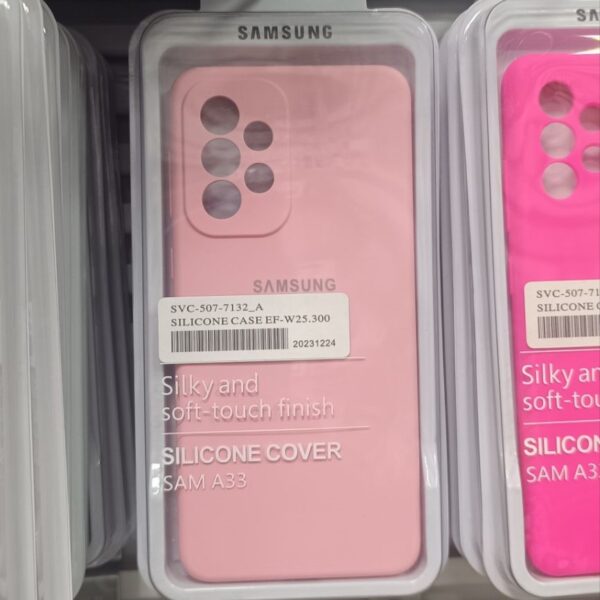 SAMSUNG
SAMSUNG
SVC-507-7132_A
SILICONE CASE EF-W25.300
20231224
Silky and
soft-touch finish
SILICONE COVER
SAM A33
SA
SVC-507-71
SILICONE C
Silky an
soft-tou
SILICON
SAM A3